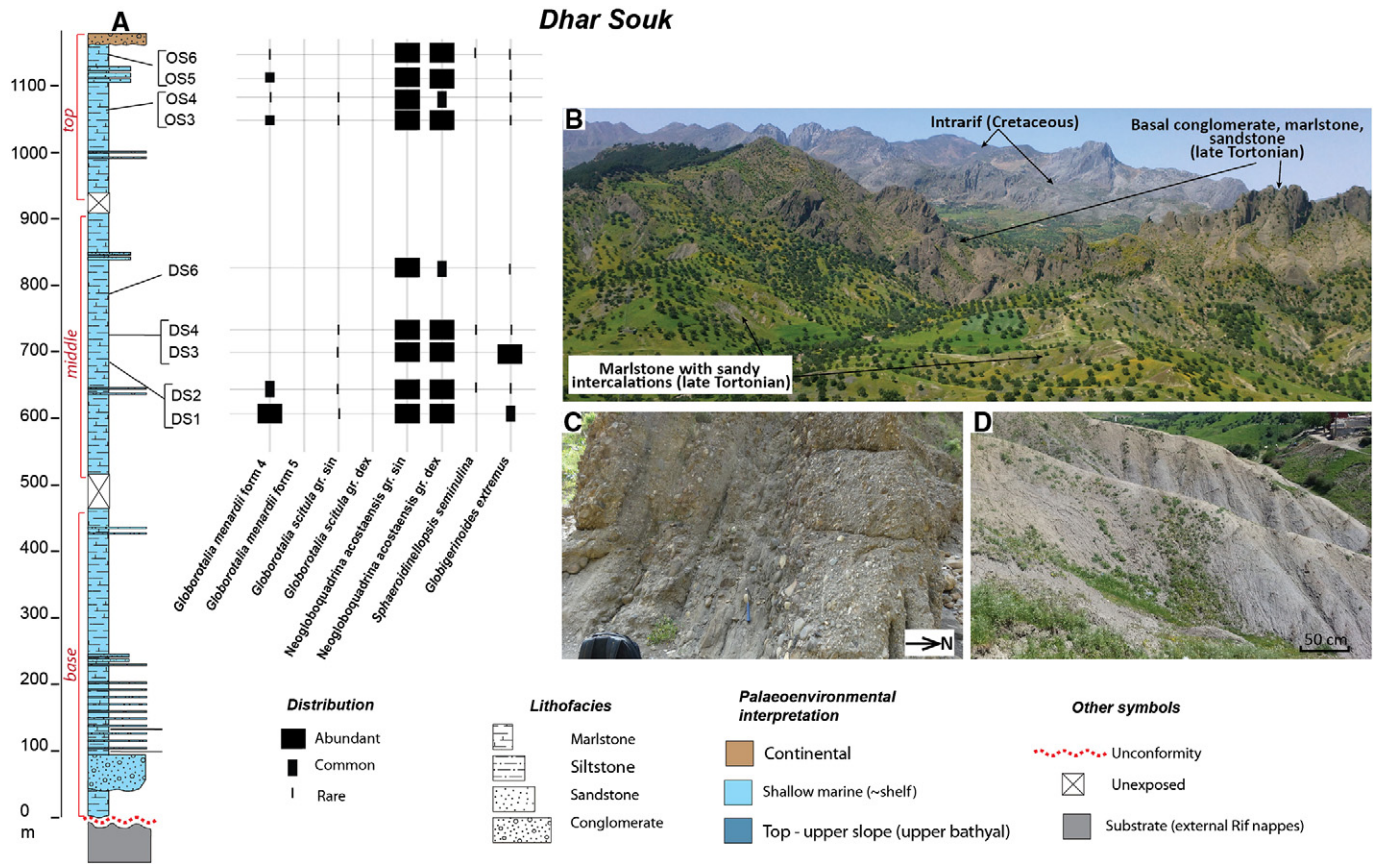 Dhar Souk
A
top
middle
base
1100
1000
900
800
700
600
500
400
300
200
100
0
m
OS6
OS5
OS4
OS3
DS6
DS4
DS3
DS2
DS1
Globorotalia menardii form 4
Globorotalia menardii form 5
Globorotalia scitula gr. sin
Globorotalia scitula gr. dex
Neogloboquadrina acostaensis gr. sin
Neogloboquadrina acostaensis gr. dex
Sphaeroidinellopsis seminulina
Globigerinoides extremus
B
Intrarif (Cretaceous)
Basal conglomerate, marlstone,
sandstone
(late Tortonian)
Marlstone with sandy
intercalations (late Tortonian)
C
N
D
50 cm
Distribution
Abundant
Common
Rare
Lithofacies
Marlstone
Siltstone
Sandstone
Conglomerate
Palaeoenvironmental
interpretation
Continental
Shallow marine (~shelf)
Top - upper slope (upper bathyal)
Other symbols
Unconformity
Unexposed
Substrate (external Rif nappes)